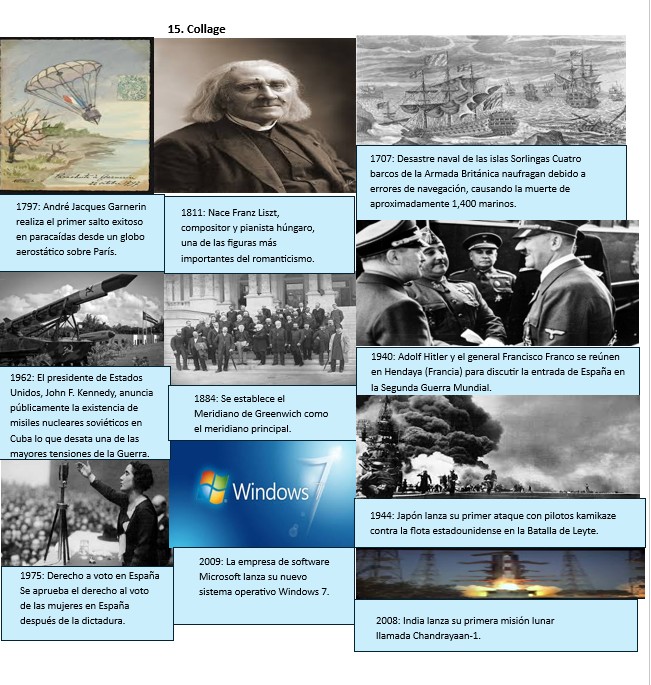 15. Collage
1797: André Jacques Garnerin
realiza el primer salto exitoso
en paracaídas desde un globo
aerostático sobre París.
1811: Nace Franz Liszt,
compositor y pianista húngaro,
una de las figuras más
importantes del romanticismo.
1707: Desastre naval de las islas Sorlingas Cuatro
barcos de la Armada Británica naufragan debido a
errores de navegación, causando la muerte de
aproximadamente 1,400 marinos.
1962: El presidente de Estados
Unidos, John F. Kennedy, anuncia
públicamente la existencia de
misiles nucleares soviéticos en
Cuba lo que desata una de las
mayores tensiones de la Guerra.
1884: Se establece el
Meridiano de Greenwich como
el meridiano principal.
1940: Adolf Hitler y el general Francisco Franco se reúnen
en Hendaya (Francia) para discutir la entrada de España en
la Segunda Guerra Mundial.
Windows 7
1944: Japón lanza su primer ataque con pilotos kamikaze
contra la flota estadounidense en la Batalla de Leyte.
1975: Derecho a voto en España
Se aprueba el derecho al voto
de las mujeres en España
después de la dictadura.
2009: La empresa de software
Microsoft lanza su nuevo
sistema operativo Windows 7.
2008: India lanza su primera misión lunar
llamada Chandrayaan-1.